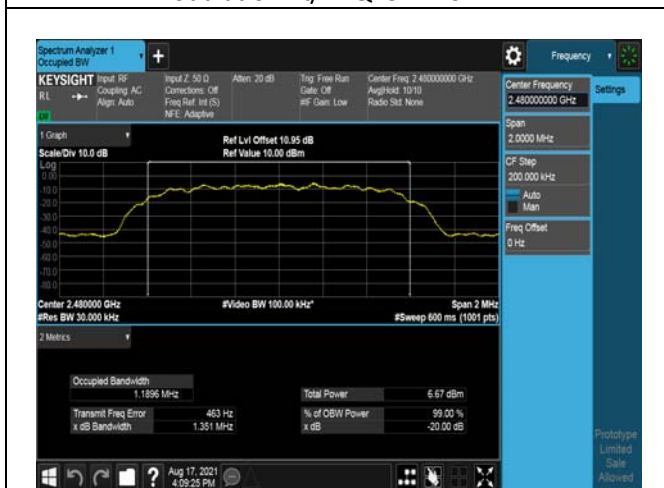 Spectrum Analyzer 1
Occupied BW
+
Frequency
KEYSIGHT Input: RF Input Z: 50 Ω Atten: 20 dB Trig: Free Run Center Freq: 2.480000000 GHz
RL Coupling: AC Corrections: Off Gate: Off Avg|Hold: 10/10
Align: Auto Freq Ref: Int (S) #IF Gain: Low Radio Std: None
NFE: Adaptive
Center Frequency
2.480000000 GHz
Settings
Span
2.0000 MHz
CF Step
200.000 kHz
Auto
Man
Freq Offset
0 Hz
1 Graph
Ref Lvl Offset 10.95 dB
Scale/Div 10.0 dB Ref Value 10.00 dBm
Log
0.00
-10.0
-20.0
-30.0
-40.0
-50.0
-60.0
-70.0
-80.0
Center 2.480000 GHz #Video BW 100.00 kHz* Span 2 MHz
#Res BW 30.000 kHz #Sweep 600 ms (1001 pts)
2 Metrics
Occupied Bandwidth
1.1896 MHz Total Power 6.67 dBm
Transmit Freq Error 463 Hz % of OBW Power 99.00 %
x dB Bandwidth 1.351 MHz x dB -20.00 dB
Aug 17, 2021
4:09:25 PM
?
Prototype
Limited
Sale
Allowed